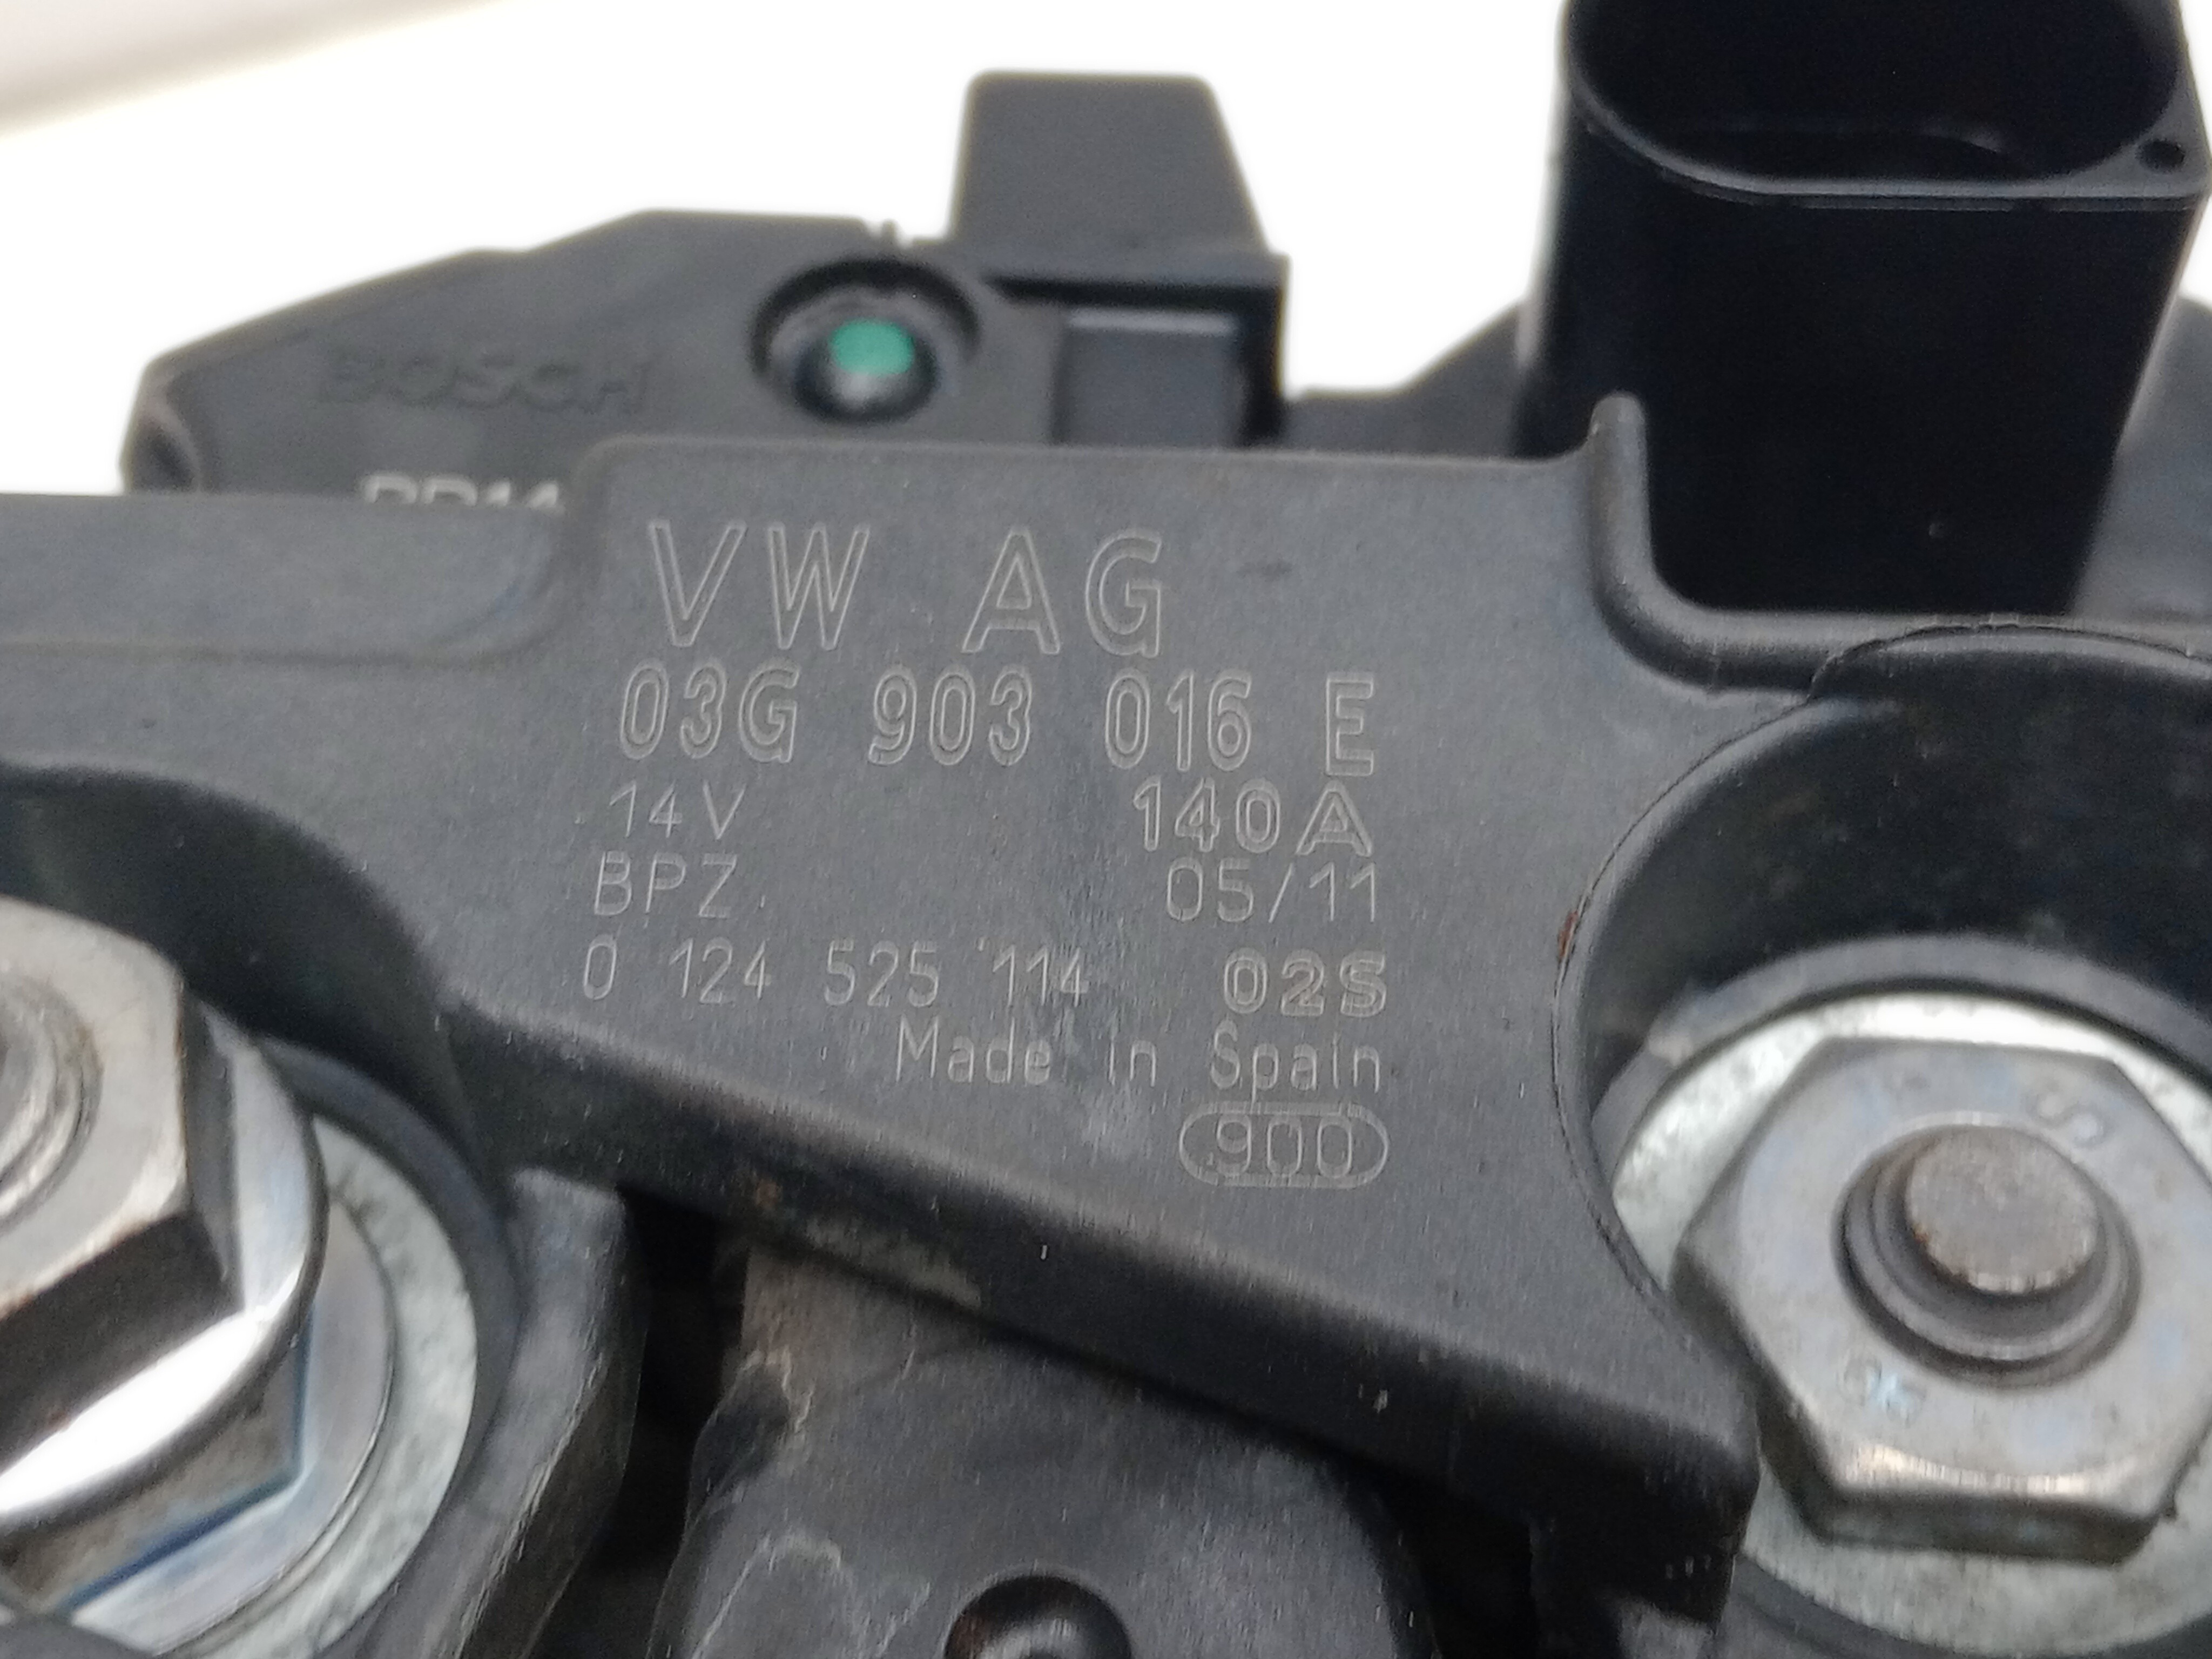 BOSCH
VW AG
03G 903 016 E
14V 140A
BPZ 05/11
0 124 525 114 02S
Made in Spain
900